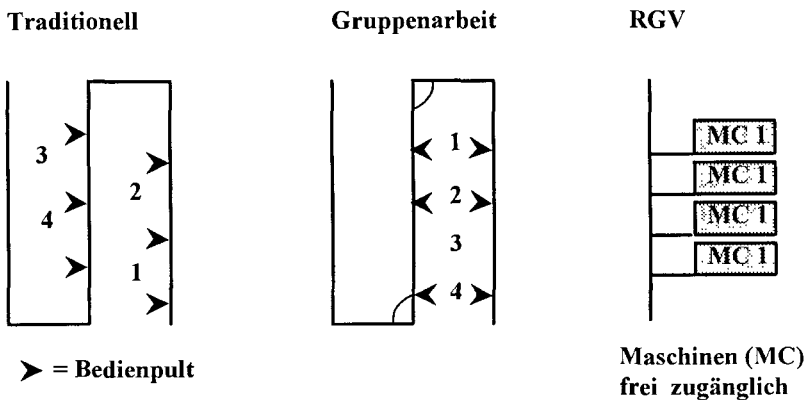 Traditionell
Gruppenarbeit
RGV
3
4
2
1
1
2
3
4
MC 1
MC 1
MC 1
MC 1
= Bedienpult
Maschinen (MC)
frei zugänglich